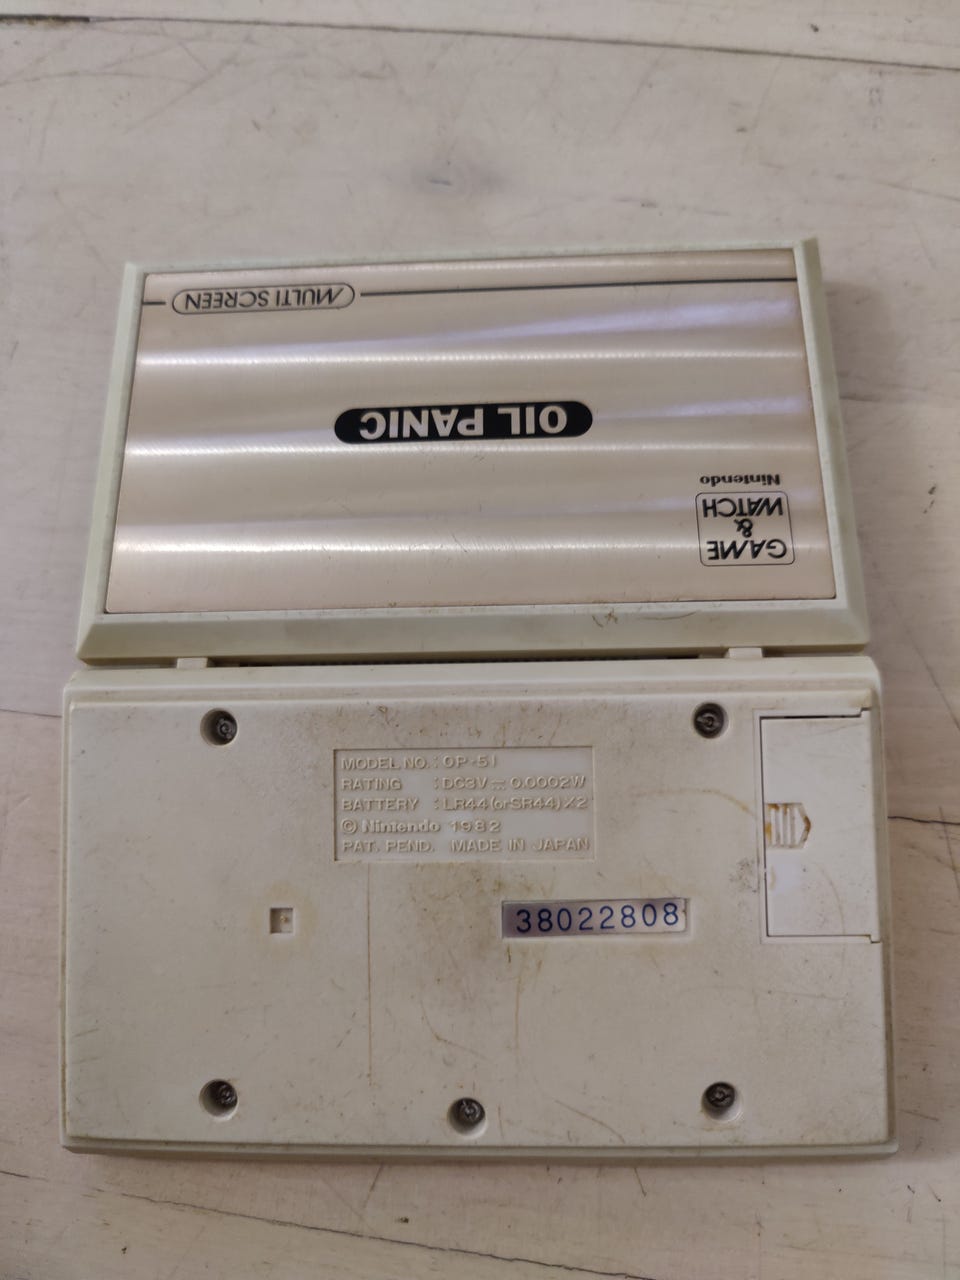 MULTI SCREEN
OIL PANIC
Nintendo
GAME
&
WATCH
MODEL NO.: OP-51
RATING : DC3V ⎓ 0.0002W
BATTERY : LR44 (or SR44) X2
© Nintendo 1982
PAT. PEND. MADE IN JAPAN
38022808